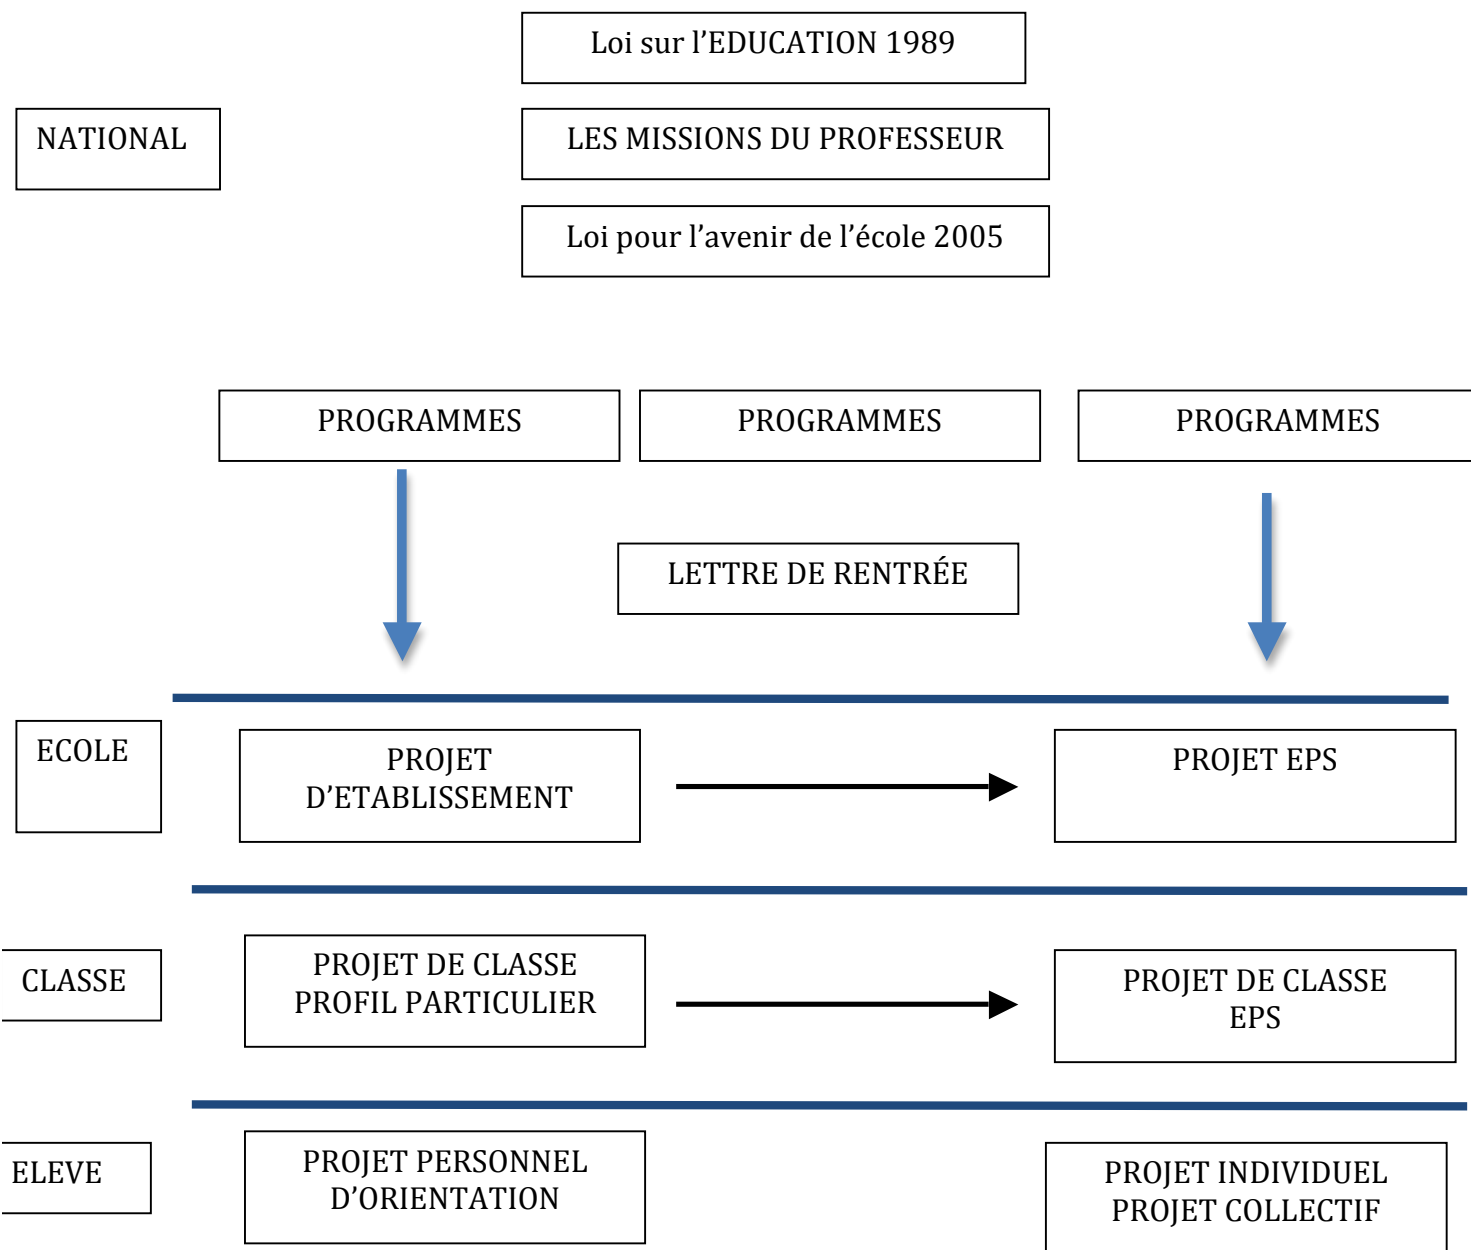 Loi sur l'EDUCATION 1989
NATIONAL
LES MISSIONS DU PROFESSEUR
Loi pour l’avenir de l’école 2005
PROGRAMMES
PROGRAMMES
PROGRAMMES
LETTRE DE RENTRÉE
ECOLE
PROJET
D’ETABLISSEMENT
PROJET EPS
CLASSE
PROJET DE CLASSE
PROFIL PARTICULIER
PROJET DE CLASSE
EPS
ELEVE
PROJET PERSONNEL
D’ORIENTATION
PROJET INDIVIDUEL
PROJET COLLECTIF